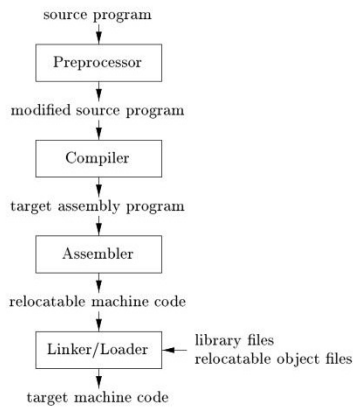 source program
Preprocessor
modified source program
Compiler
target assembly program
Assembler
relocatable machine code
Linker/Loader
library files
relocatable object files
target machine code